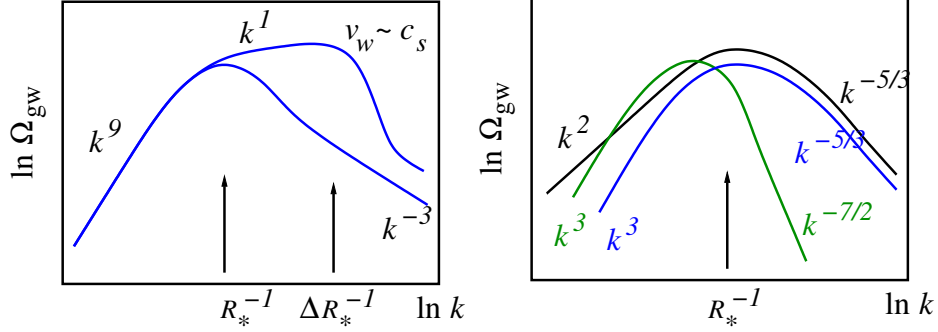 ln Ω_gw
k^1
v_w ~ c_s
k^9
k^{-3}
R_*^{-1}
ΔR_*^{-1}
ln k
ln Ω_gw
k^2
k^{-5/3}
k^{-5/3}
k^3
k^3
k^{-7/2}
R_*^{-1}
ln k